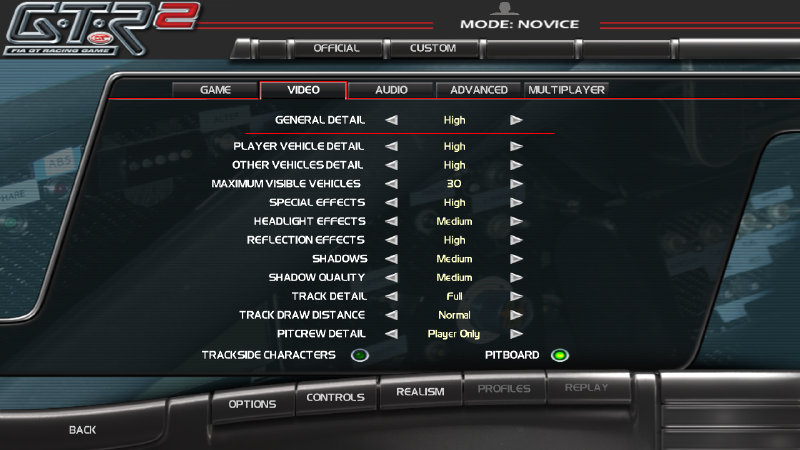 GTR2
FIA GT RACING GAME
MODE: NOVICE
OFFICIAL CUSTOM
GAME VIDEO AUDIO ADVANCED MULTIPLAYER
GENERAL DETAIL High
PLAYER VEHICLE DETAIL High
OTHER VEHICLES DETAIL High
MAXIMUM VISIBLE VEHICLES 30
SPECIAL EFFECTS High
HEADLIGHT EFFECTS Medium
REFLECTION EFFECTS High
SHADOWS Medium
SHADOW QUALITY Medium
TRACK DETAIL Full
TRACK DRAW DISTANCE Normal
PITCREW DETAIL Player Only
TRACKSIDE CHARACTERS PITBOARD
ABS
BACK OPTIONS CONTROLS REALISM PROFILES REPLAY